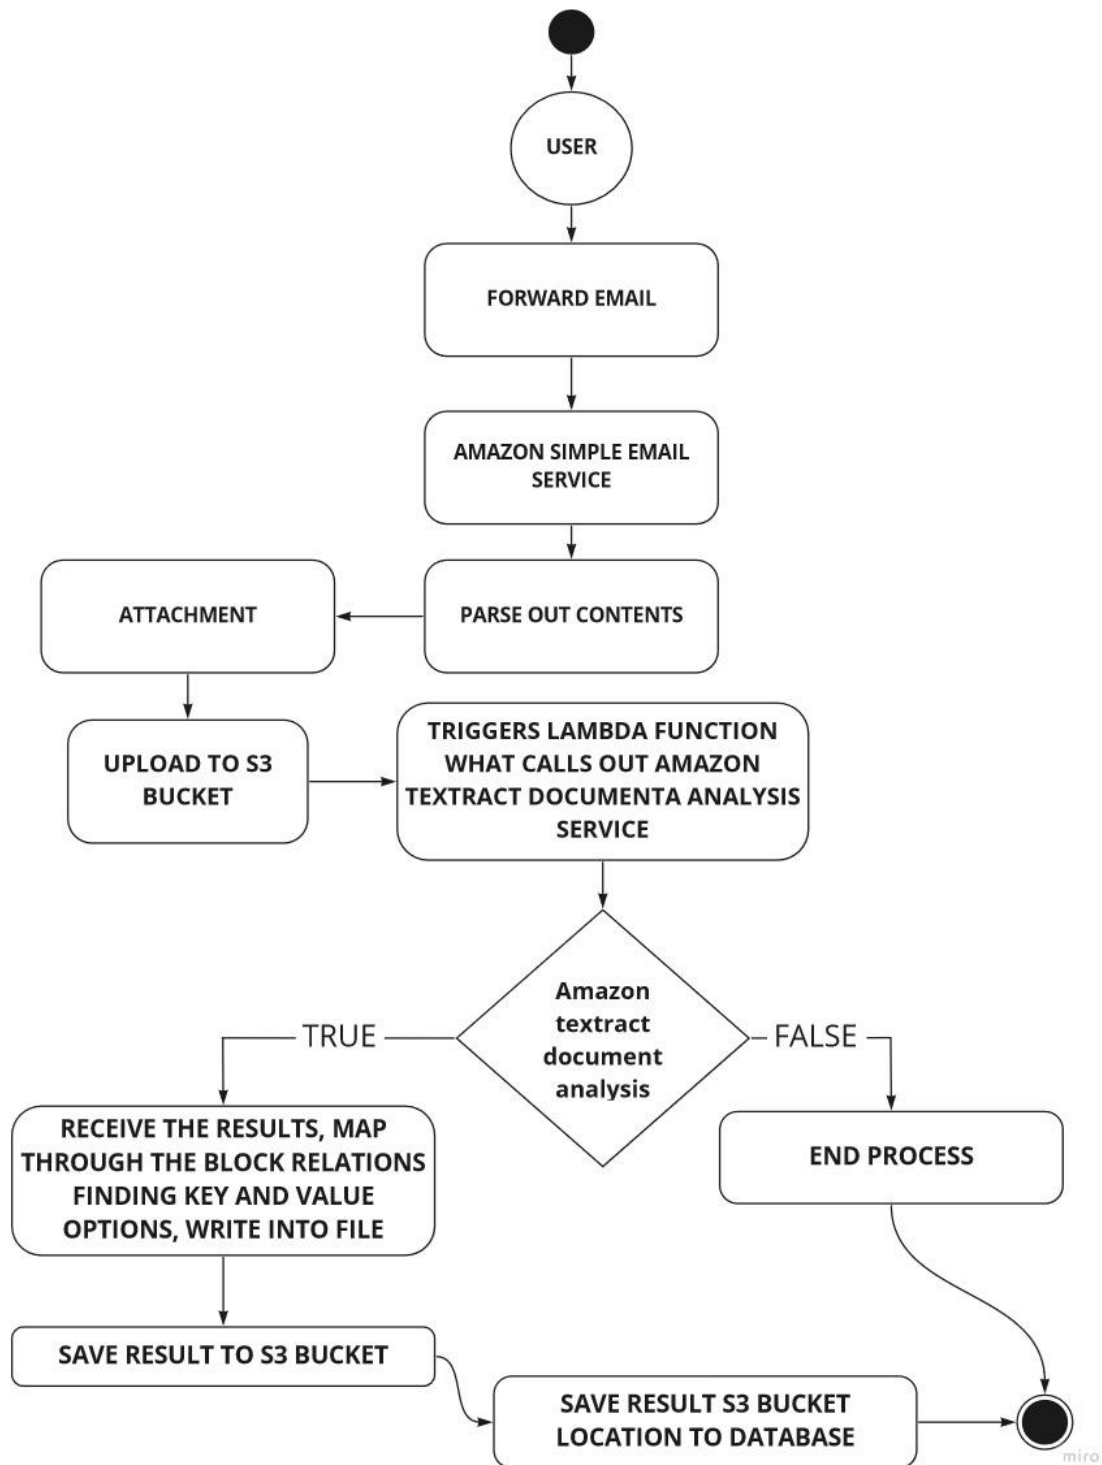 USER
FORWARD EMAIL
AMAZON SIMPLE EMAIL
SERVICE
ATTACHMENT
PARSE OUT CONTENTS
UPLOAD TO S3
BUCKET
TRIGGERS LAMBDA FUNCTION
WHAT CALLS OUT AMAZON
TEXTRACT DOCUMENTA ANALYSIS
SERVICE
Amazon
textract
document
analysis
TRUE
FALSE
RECEIVE THE RESULTS, MAP
THROUGH THE BLOCK RELATIONS
FINDING KEY AND VALUE
OPTIONS, WRITE INTO FILE
END PROCESS
SAVE RESULT TO S3 BUCKET
SAVE RESULT S3 BUCKET
LOCATION TO DATABASE
miro